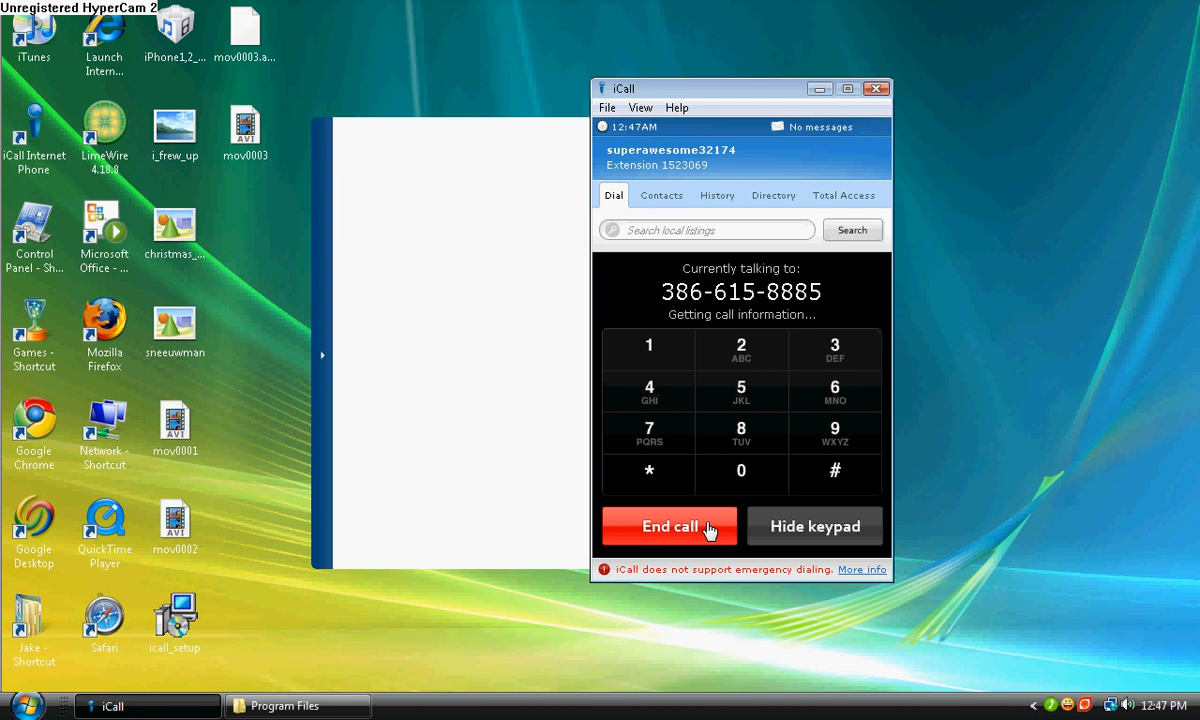 Unregistered HyperCam 2
iTunes
Launch
Intern...
iPhone1,2_...
mov0003.a...
iCall Internet
Phone
LimeWire
4.18.8
i_frew_up
mov0003
Control
Panel - Sh...
Microsoft
Office - ...
christmas_...
Games -
Shortcut
Mozilla
Firefox
sneeuwman
Google
Chrome
Network -
Shortcut
AVI
mov0001
Google
Desktop
QuickTime
Player
AVI
mov0002
Jake -
Shortcut
Safari
icall_setup
AVI
iCall
File View Help
12:47AM No messages
superawesome32174
Extension 1523069
Dial Contacts History Directory Total Access
Search local listings Search
Currently talking to:
386-615-8885
Getting call information...
1 2 3
ABC DEF
4 5 6
GHI JKL MNO
7 8 9
PQRS TUV WXYZ
* 0 #
End call Hide keypad
iCall does not support emergency dialing. More info
iCall Program Files 12:47 PM